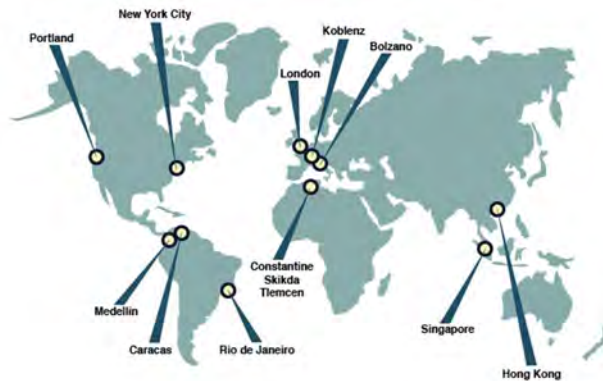 New York City
Portland
Koblenz
Bolzano
London
Constantine
Skikda
Tlemcen
Medellín
Caracas
Rio de Janeiro
Singapore
Hong Kong